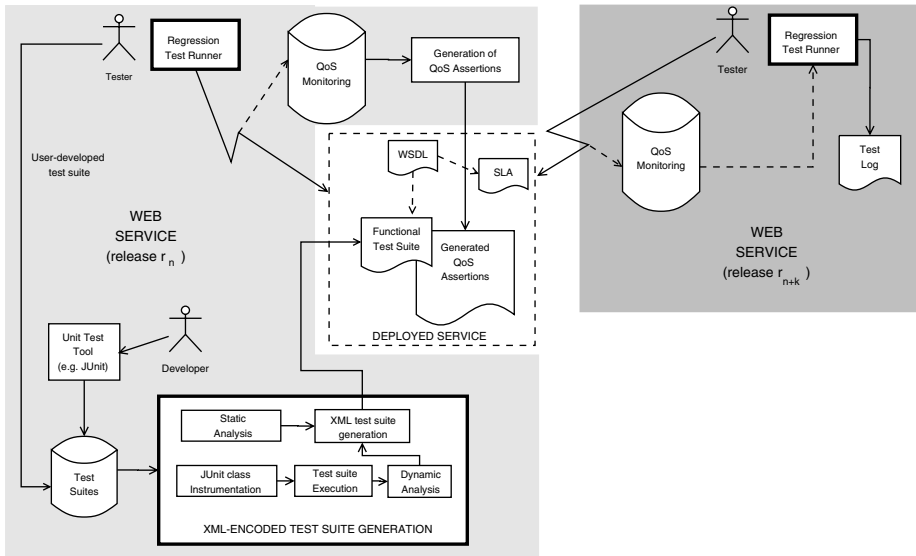 Tester
Regression
Test Runner
QoS
Monitoring
Generation of
QoS Assertions
User-developed
test suite
WEB
SERVICE
(release r n )
WSDL
SLA
Functional
Test Suite
Generated
QoS
Assertions
DEPLOYED SERVICE
Unit Test
Tool
(e.g. JUnit)
Developer
Test
Suites
Static
Analysis
XML test suite
generation
JUnit class
Instrumentation
Test suite
Execution
Dynamic
Analysis
XML-ENCODED TEST SUITE GENERATION
Tester
Regression
Test Runner
QoS
Monitoring
Test
Log
WEB
SERVICE
(release r n+k )